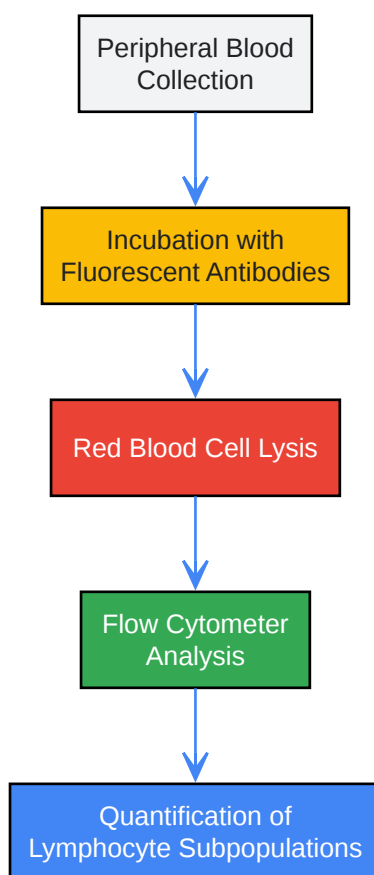 Peripheral Blood
Collection
Incubation with
Fluorescent Antibodies
Red Blood Cell Lysis
Flow Cytometer
Analysis
Quantification of
Lymphocyte Subpopulations